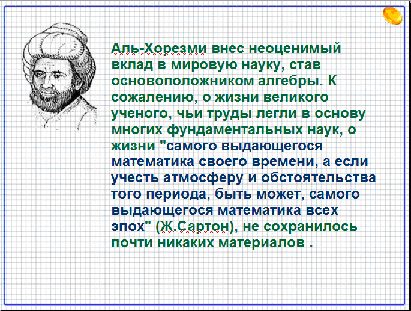 Аль-Хорезми внес неоценимый
вклад в мировую науку, став
основоположником алгебры. К
сожалению, о жизни великого
ученого, чьи труды легли в основу
многих фундаментальных наук, о
жизни "самого выдающегося
математика своего времени, а если
учесть атмосферу и обстоятельства
того периода, быть может, самого
выдающегося математика всех
эпох" (Ж.Сартон), не сохранилось
почти никаких материалов .